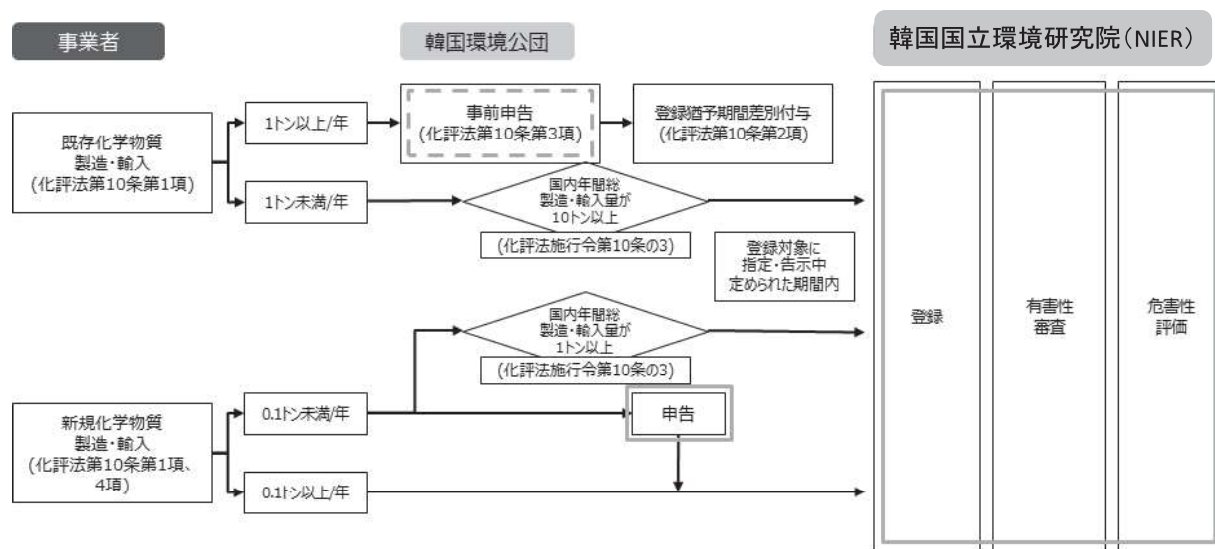 事業者
韓国環境公団
韓国国立環境研究院(NIER)
既存化学物質
製造・輸入
(化評法第10条第1項)
1トン以上/年
1トン未満/年
事前申告
(化評法第10条第3項)
登録猶予期間差別付与
(化評法第10条第2項)
国内年間総
製造・輸入量が
10トン以上
(化評法施行令第10条の3)
登録対象に
指定・告示中
定められた期間内
国内年間総
製造・輸入量が
1トン以上
(化評法施行令第10条の3)
新規化学物質
製造・輸入
(化評法第10条第1項、
4項)
0.1トン未満/年
0.1トン以上/年
申告
登録
有害性
審査
危害性
評価